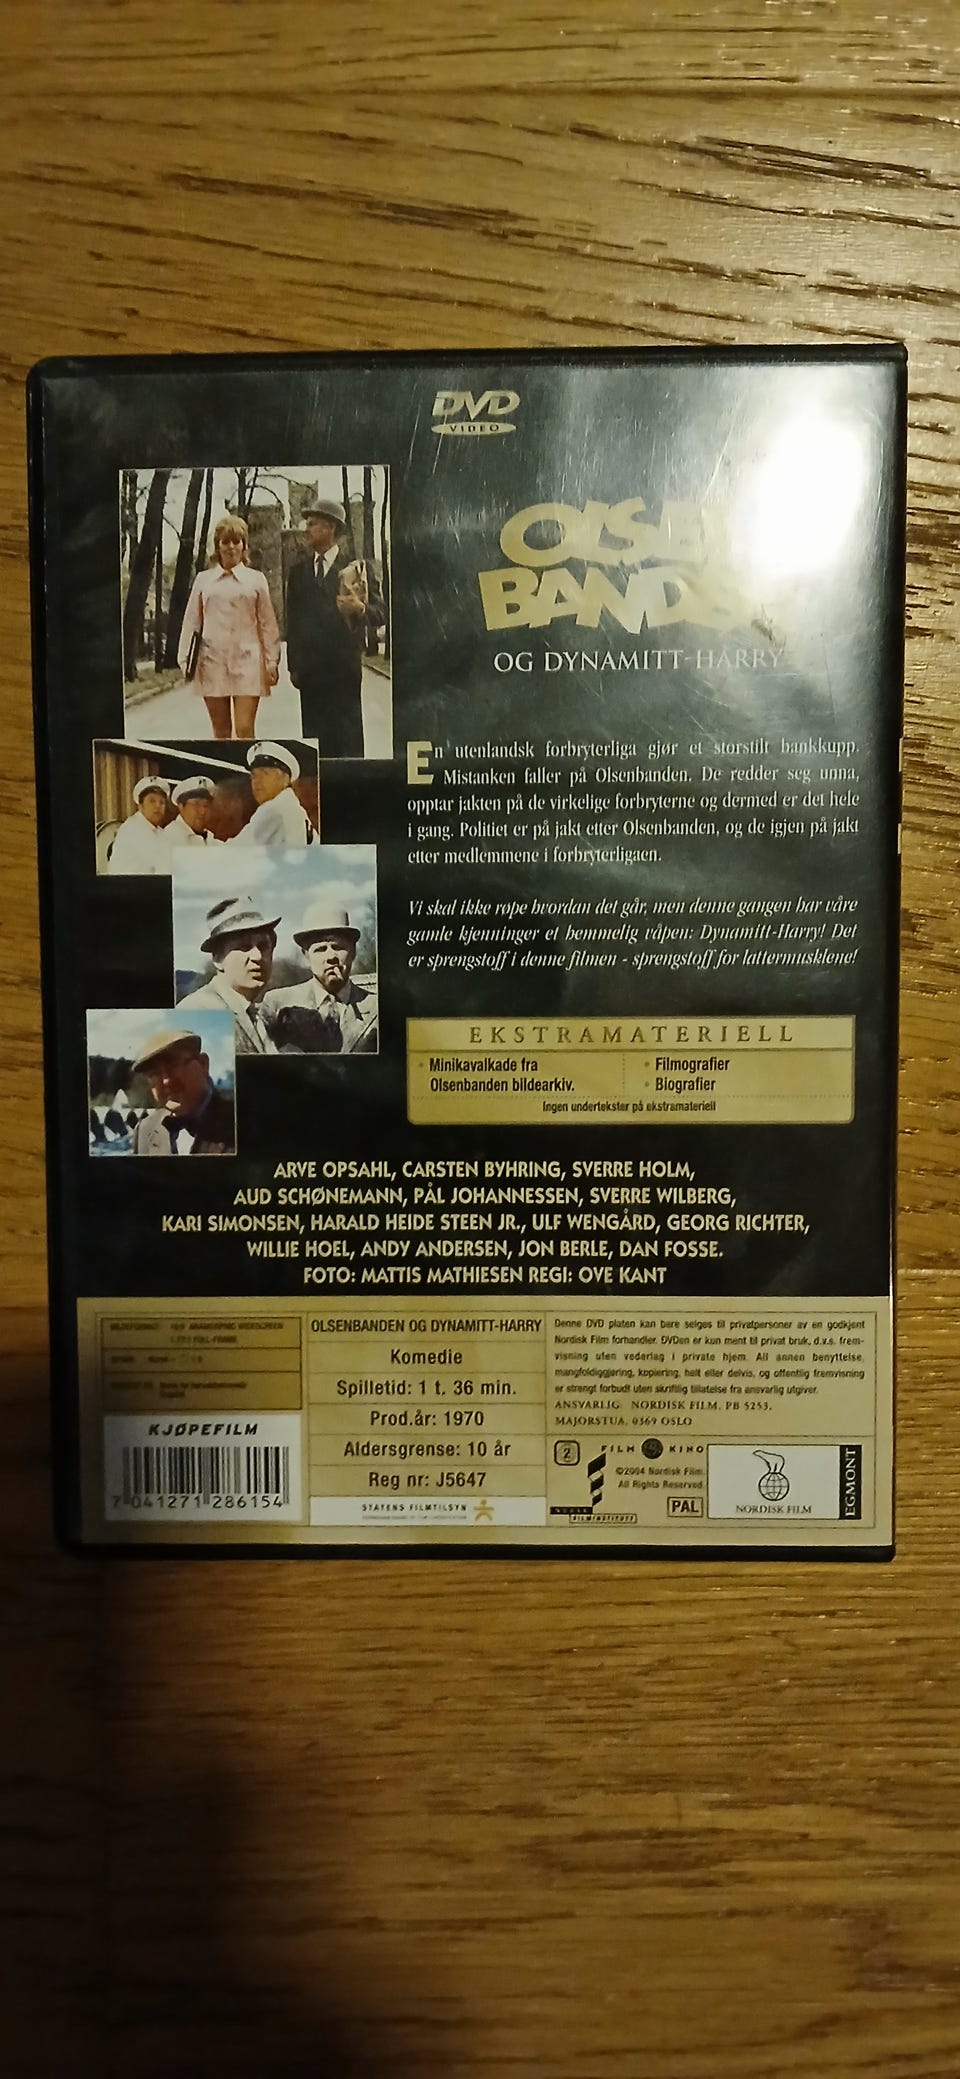 DVD
VIDEO
OLSE
BANDE
OG DYNAMITT-HARRY
En utenlandsk forbryterliga gjør et storstilt bankkupp.
Mistanken faller på Olsenbanden. De redder seg unna,
opptar jakten på de virkelige forbryterne og dermed er det hele
i gang. Politiet er på jakt etter Olsenbanden, og de igjen på jakt
etter medlemmene i forbryterligaen.
Vi skal ikke røpe hvordan det går, men denne gangen har våre
gamle kjenninger et hemmelig våpen: Dynamitt-Harry! Det
er sprengstoff i denne filmen - sprengstoff for lattermusklene!
EKSTRAMATERIELL
• Minikavalkade fra
Olsenbanden bildearkiv.
• Filmografier
• Biografier
Ingen undertekster på ekstramateriell
ARVE OPSAHL, CARSTEN BYHRING, SVERRE HOLM,
AUD SCHØNEMANN, PÅL JOHANNESSEN, SVERRE WILBERG,
KARI SIMONSEN, HARALD HEIDE STEEN JR., ULF WENGÅRD, GEORG RICHTER,
WILLIE HOEL, ANDY ANDERSEN, JON BERLE, DAN FOSSE.
FOTO: MATTIS MATHIESEN REGI: OVE KANT
KJØPEFILM
7 041271 286154
OLSENBANDEN OG DYNAMITT-HARRY
Komedie
Spilletid: 1 t. 36 min.
Prod.år: 1970
Aldersgrense: 10 år
Reg nr: J5647
STATENS FILMTILSYN
Denne DVD platen kan bare selges til privatpersoner av en godkjent
Nordisk Film forhandler. DVDen er kun ment til privat bruk, d.v.s. frem-
visning uten vederlag i private hjem. All annen benyttelse,
mangfoldiggjøring, kopiering, helt eller delvis, og offentlig fremvisning
er strengt forbudt uten skriftlig tillatelse fra ansvarlig utgiver.
ANSVARLIG: NORDISK FILM, PB 5253,
MAJORSTUA, 0369 OSLO
2
FILM KINO
©2004 Nordisk Film
All Rights Reserved
NORSK
FILMINSTITUTT
PAL
NORDISK FILM
EGMONT